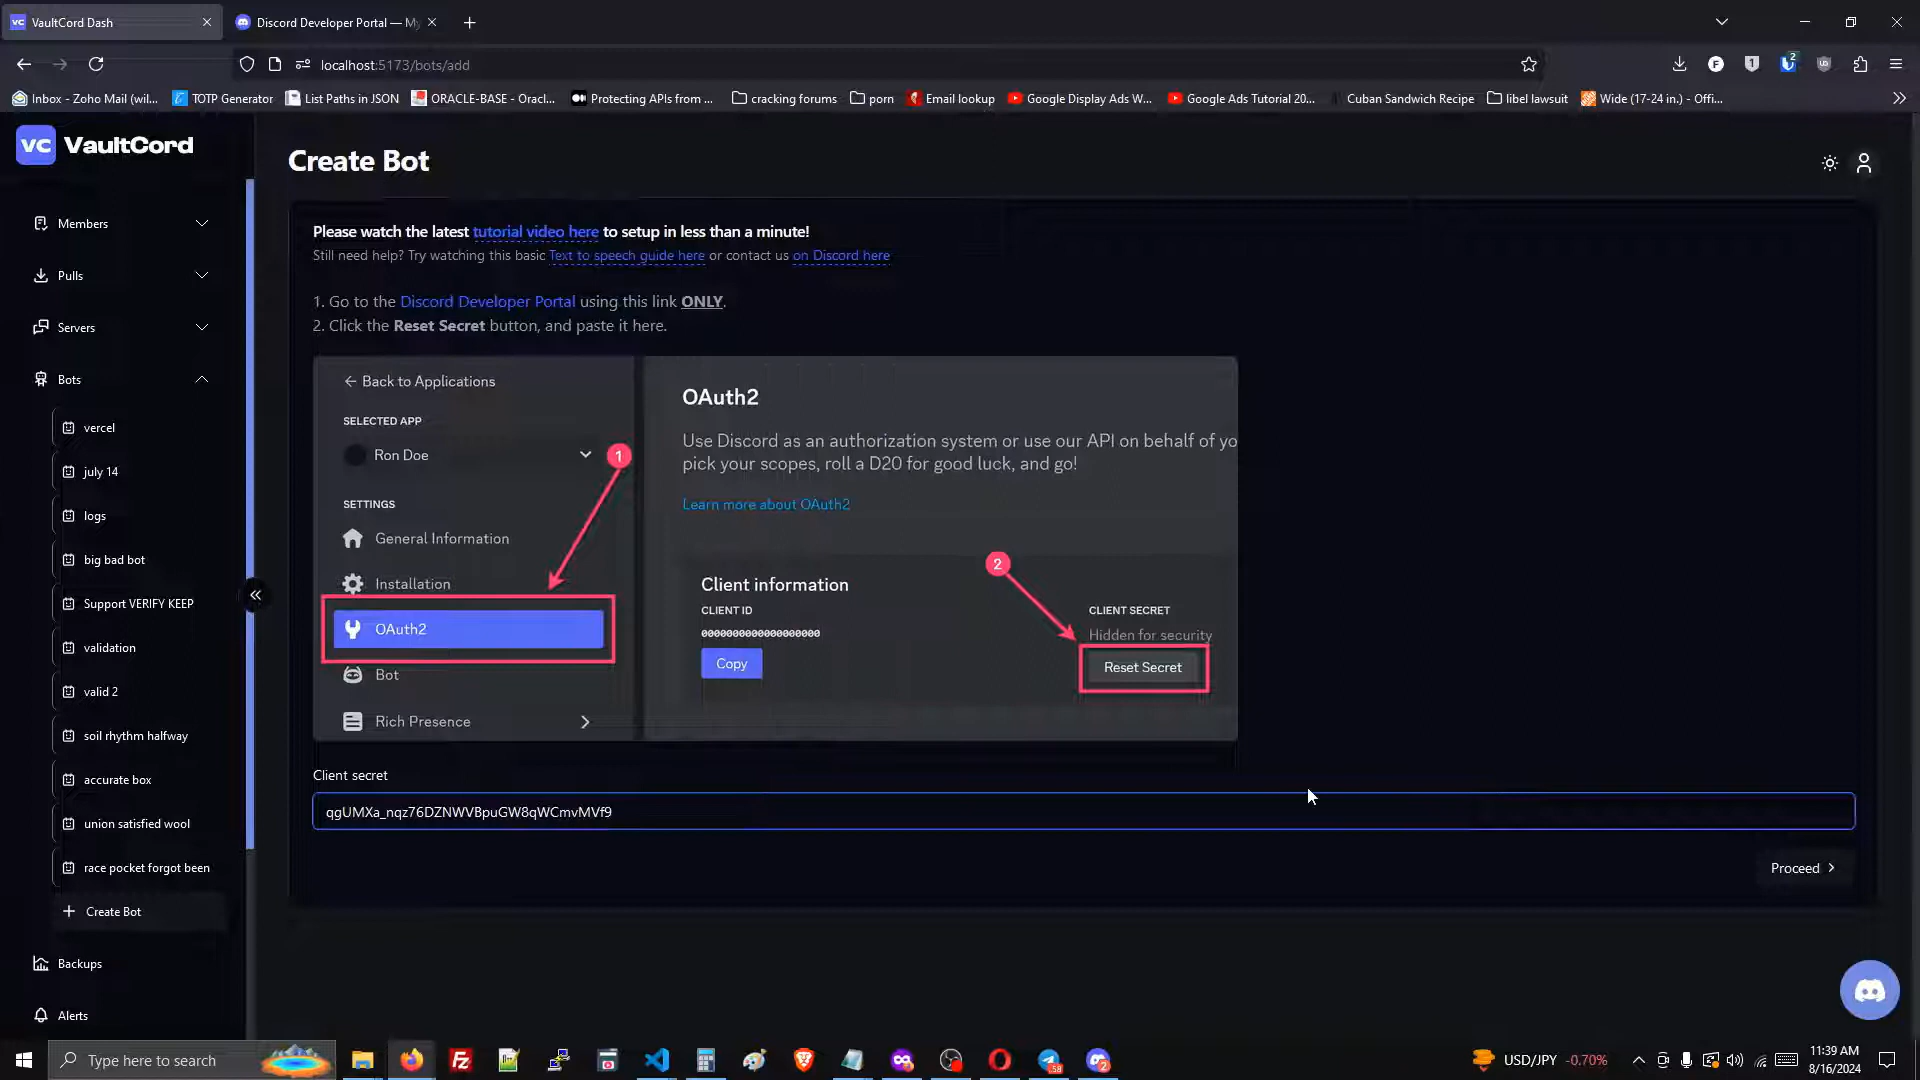 VaultCord Dash
Discord Developer Portal — My
localhost:5173/bots/add
Inbox - Zoho Mail (wil...
TOTP Generator
List Paths in JSON
ORACLE-BASE - Oracl...
Protecting APIs from ...
cracking forums
porn
Email lookup
Google Display Ads W...
Google Ads Tutorial 20...
Cuban Sandwich Recipe
libel lawsuit
Wide (17-24 in.) - Offi...
VC VaultCord
Members
Pulls
Servers
Bots
vercel
july 14
logs
big bad bot
Support VERIFY KEEP
validation
valid 2
soil rhythm halfway
accurate box
union satisfied wool
race pocket forgot been
Create Bot
Backups
Alerts
Create Bot
Please watch the latest tutorial video here to setup in less than a minute!
Still need help? Try watching this basic Text to speech guide here or contact us on Discord here
1. Go to the Discord Developer Portal using this link ONLY.
2. Click the Reset Secret button, and paste it here.
← Back to Applications
SELECTED APP
Ron Doe
1
SETTINGS
General Information
Installation
OAuth2
Bot
Rich Presence
OAuth2
Use Discord as an authorization system or use our API on behalf of yo
pick your scopes, roll a D20 for good luck, and go!
Learn more about OAuth2
2
Client information
CLIENT ID
0000000000000000000
Copy
CLIENT SECRET
Hidden for security
Reset Secret
Client secret
qgUMXa_nqz76DZNWVBpuGW8qWCmvMVf9
Proceed
Type here to search
USD/JPY -0.70%
11:39 AM
8/16/2024